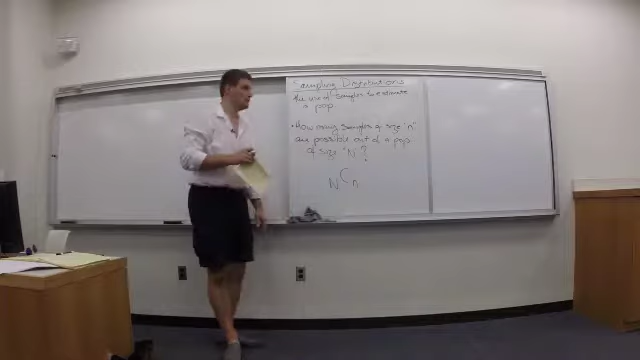 Sampling Distributions
the use of samples to estimate
a pop.
• How many samples of size "n"
are possible out of a pop
of size "N"?
N C n